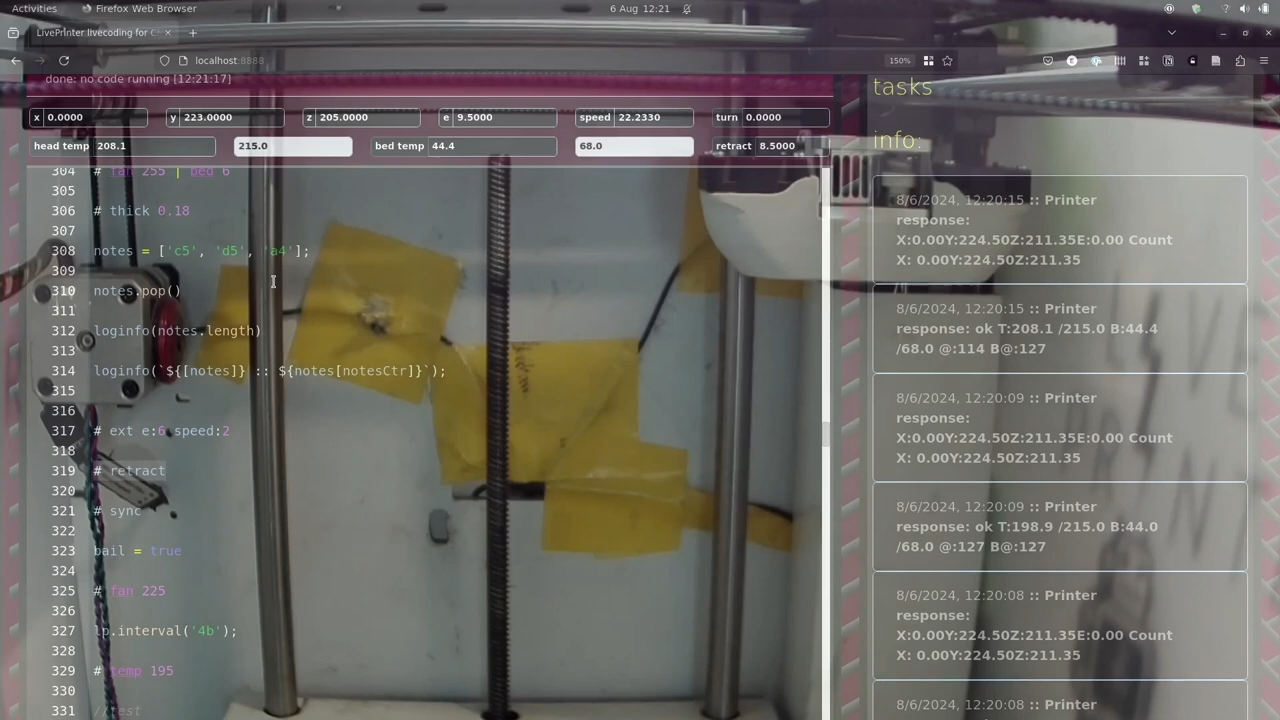 Activities
Firefox Web Browser
6 Aug 12:21
LivePrinter livecoding for C
localhost:8888
150%
done: no code running [12:21:17]
x 0.0000
y 223.0000
z 205.0000
e 9.5000
speed 22.2330
turn 0.0000
head temp 208.1
215.0
bed temp 44.4
68.0
retract 8.5000
304 # fan 255 | bed 6
305
306 # thick 0.18
307
308 notes = ['c5', 'd5', 'a4'];
309
310 notes.pop()
311
312 loginfo(notes.length)
313
314 loginfo(`${[notes]} :: ${notes[notesCtr]}`);
315
316
317 # ext e:6 speed:2
318
319 # retract
320
321 # sync
322
323 bail = true
324
325 # fan 225
326
327 lp.interval('4b');
328
329 # temp 195
330
331 //test
tasks
info:
8/6/2024, 12:20:15 :: Printer
response:
X:0.00Y:224.50Z:211.35E:0.00 Count
X: 0.00Y:224.50Z:211.35
8/6/2024, 12:20:15 :: Printer
response: ok T:208.1 /215.0 B:44.4
/68.0 @:114 B@:127
8/6/2024, 12:20:09 :: Printer
response:
X:0.00Y:224.50Z:211.35E:0.00 Count
X: 0.00Y:224.50Z:211.35
8/6/2024, 12:20:09 :: Printer
response: ok T:198.9 /215.0 B:44.0
/68.0 @:127 B@:127
8/6/2024, 12:20:08 :: Printer
response:
X:0.00Y:224.50Z:211.35E:0.00 Count
X: 0.00Y:224.50Z:211.35
8/6/2024, 12:20:08 :: Printer